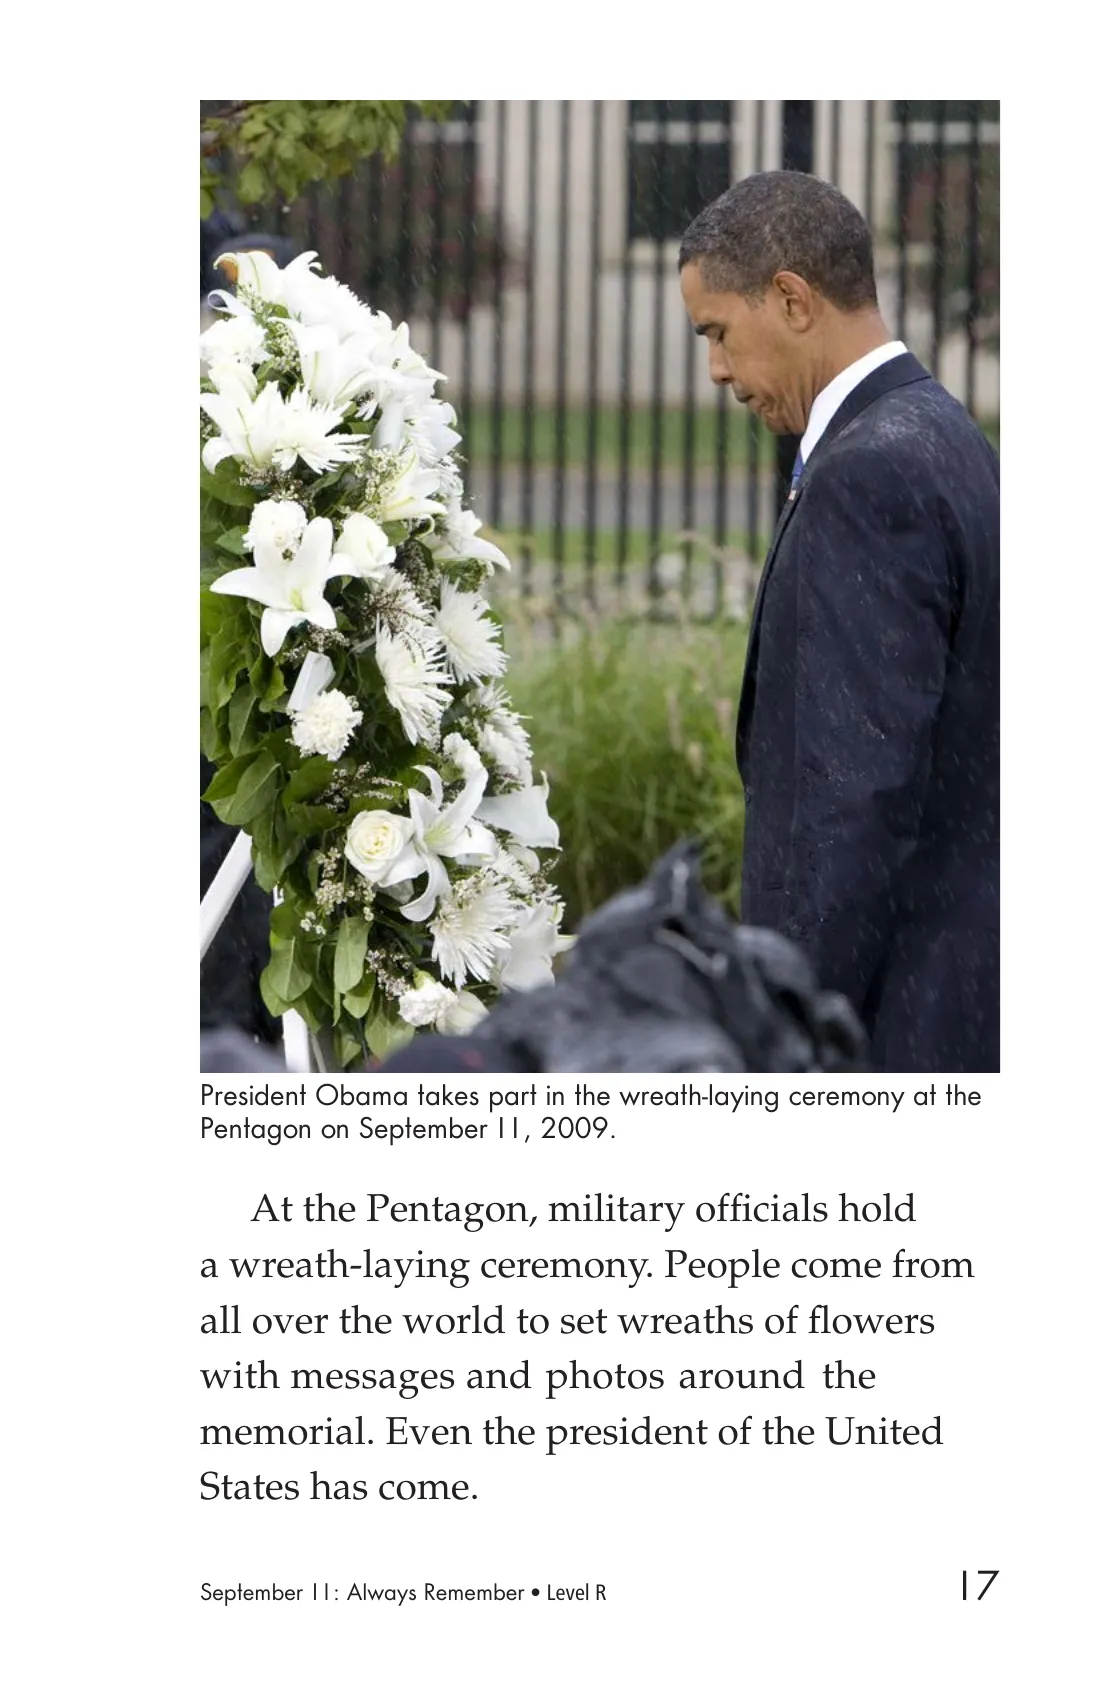 President Obama takes part in the wreath-laying ceremony at the
Pentagon on September 11, 2009.
At the Pentagon, military officials hold
a wreath-laying ceremony. People come from
all over the world to set wreaths of flowers
with messages and photos around the
memorial. Even the president of the United
States has come.
September 11: Always Remember • Level R
17